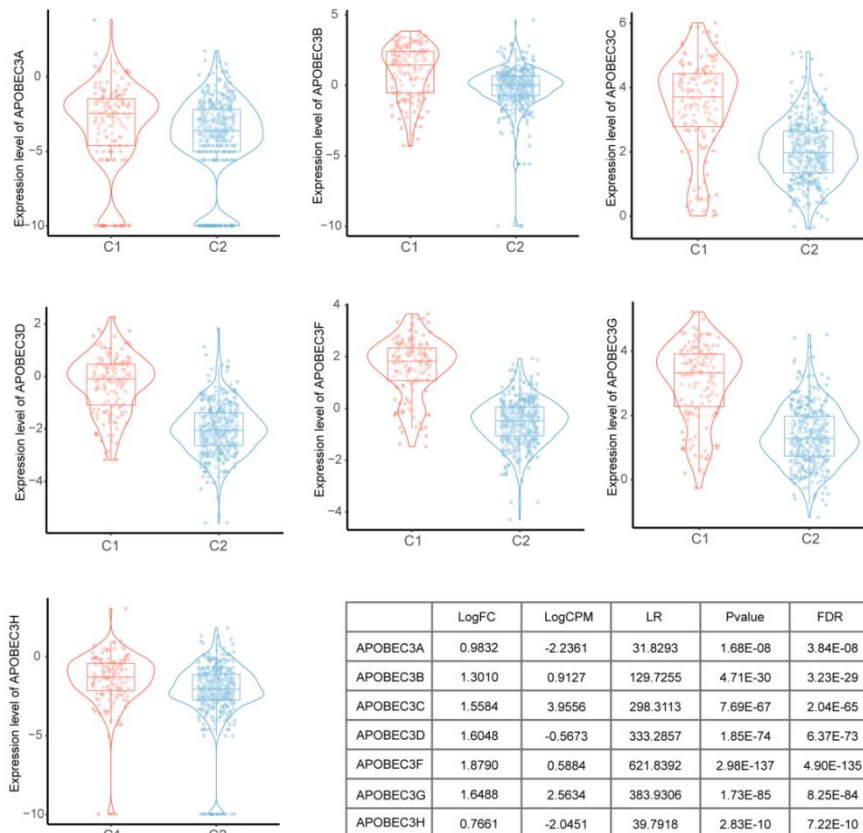 Expression level of APOBEC3A
0
−5
−10
C1 C2
Expression level of APOBEC3B
5
0
−5
−10
C1 C2
Expression level of APOBEC3C
6
4
2
0
C1 C2
Expression level of APOBEC3D
2
0
−2
−4
C1 C2
Expression level of APOBEC3F
4
2
0
−2
−4
C1 C2
Expression level of APOBEC3G
4
2
0
C1 C2
Expression level of APOBEC3H
0
−5
−10
C1 C2
LogFC LogCPM LR Pvalue FDR
APOBEC3A 0.9832 -2.2361 31.8293 1.68E-08 3.84E-08
APOBEC3B 1.3010 0.9127 129.7255 4.71E-30 3.23E-29
APOBEC3C 1.5584 3.9556 298.3113 7.69E-67 2.04E-65
APOBEC3D 1.6048 -0.5673 333.2857 1.85E-74 6.37E-73
APOBEC3F 1.8790 0.5884 621.8392 2.98E-137 4.90E-135
APOBEC3G 1.6488 2.5634 383.9306 1.73E-85 8.25E-84
APOBEC3H 0.7661 -2.0451 39.7918 2.83E-10 7.22E-10